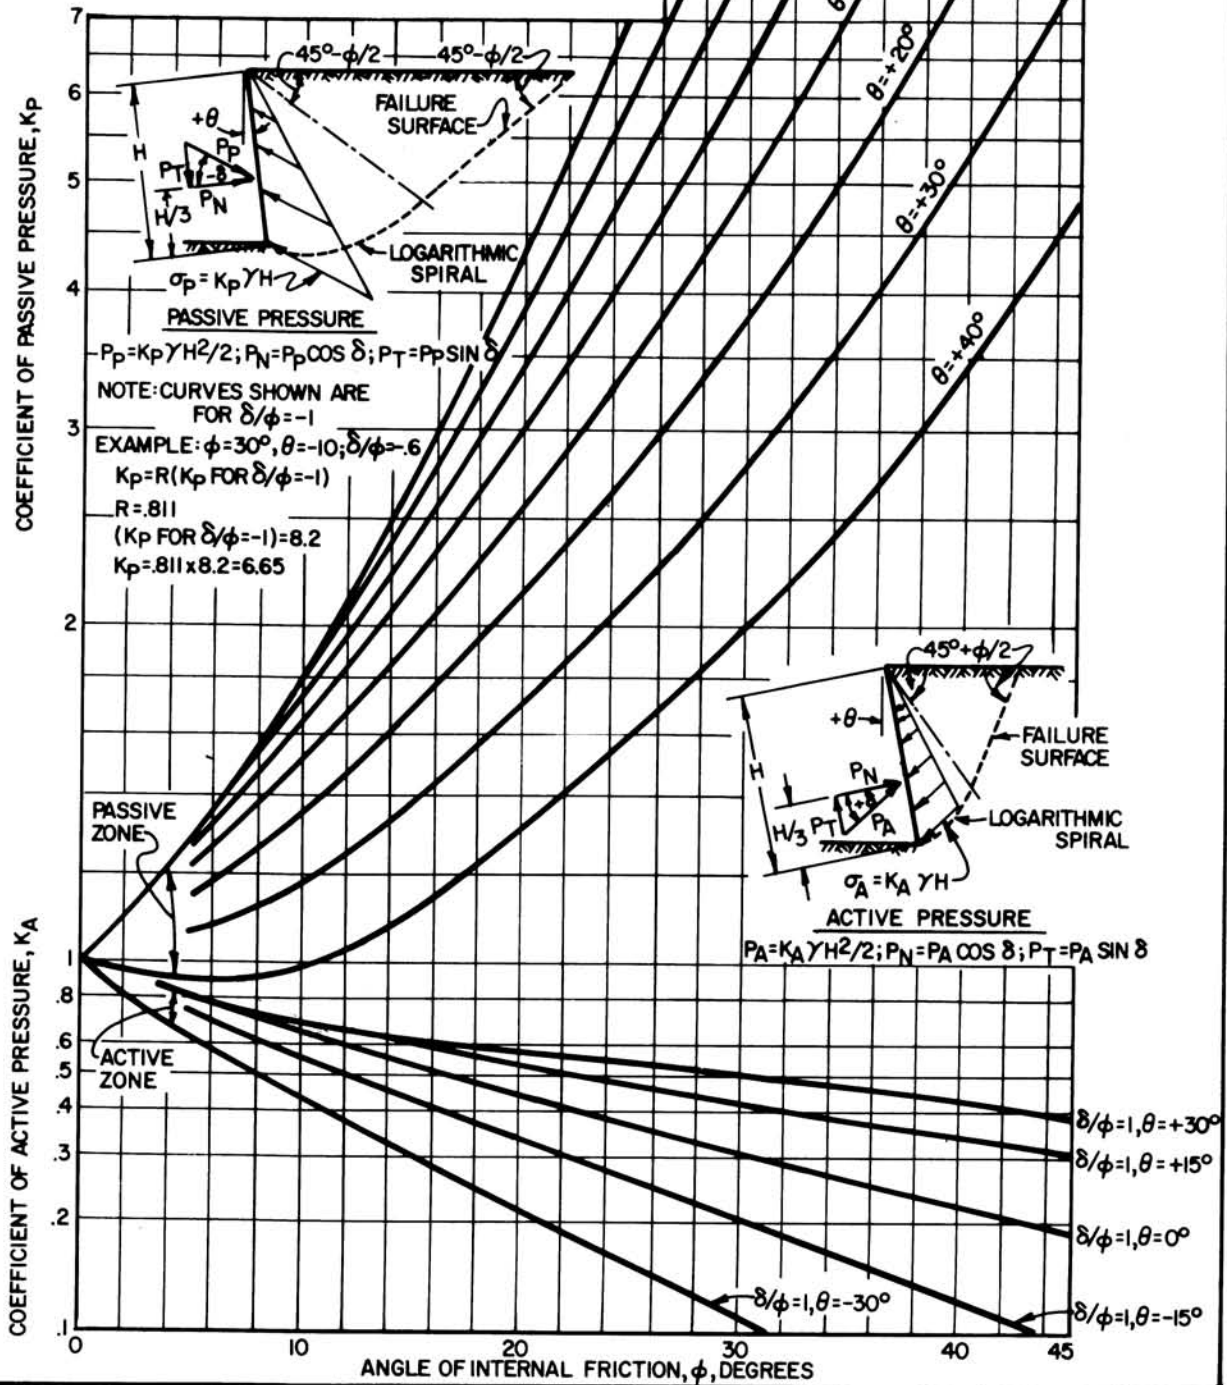 7
6
5
4
3
2
1
.8
.6
.5
.4
.3
.2
.1
COEFFICIENT OF PASSIVE PRESSURE, Kp
COEFFICIENT OF ACTIVE PRESSURE, KA
θ=+20°
θ=+30°
θ=+40°
45°-φ/2
45°-φ/2
FAILURE
SURFACE
+θ
H
PP
PT
-δ
PN
H/3
LOGARITHMIC
SPIRAL
σP=KPγH
PASSIVE PRESSURE
PP=KPγH2/2; PN=PP COS δ; PT=PP SIN δ
NOTE: CURVES SHOWN ARE
FOR δ/φ=-1
EXAMPLE: φ=30°, θ=-10; δ/φ=-.6
KP=R(KP FOR δ/φ=-1)
R=.811
(KP FOR δ/φ=-1)=8.2
KP=.811x8.2=6.65
45°+φ/2
+θ
FAILURE
SURFACE
H
PN
+δ
H/3
PT
PA
LOGARITHMIC
SPIRAL
σA=KAγH
ACTIVE PRESSURE
PA=KAγH2/2; PN=PA COS δ; PT=PA SIN δ
PASSIVE
ZONE
ACTIVE
ZONE
δ/φ=1, θ=+30°
δ/φ=1, θ=+15°
δ/φ=1, θ=0°
δ/φ=1, θ=-15°
δ/φ=1, θ=-30°
0
10
20
30
40
45
ANGLE OF INTERNAL FRICTION, φ, DEGREES